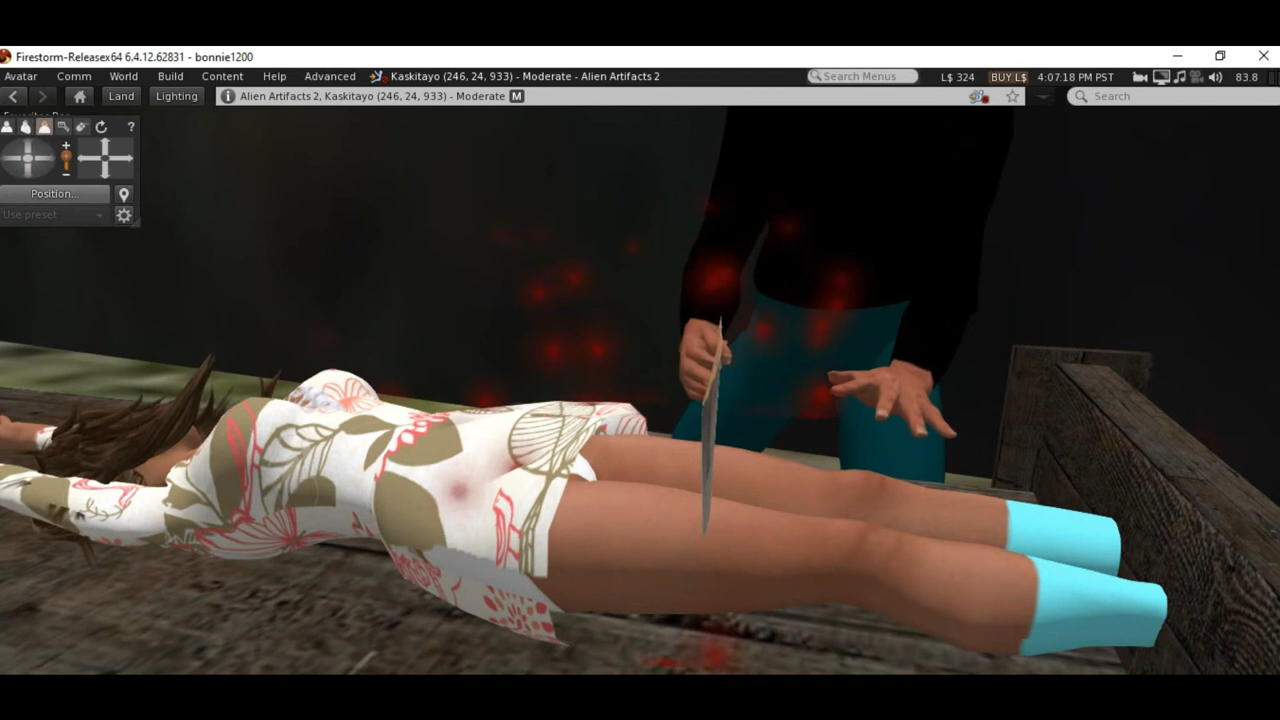 Firestorm-Releasex64 6.4.12.62831 - bonnie1200
Avatar Comm World Build Content Help Advanced Kaskitayo (246, 24, 933) - Moderate - Alien Artifacts 2 Search Menus L$ 324 BUY L$ 4:07:18 PM PST 83.8
Land Lighting Alien Artifacts 2, Kaskitayo (246, 24, 933) - Moderate M Search
?
Position...
Use preset